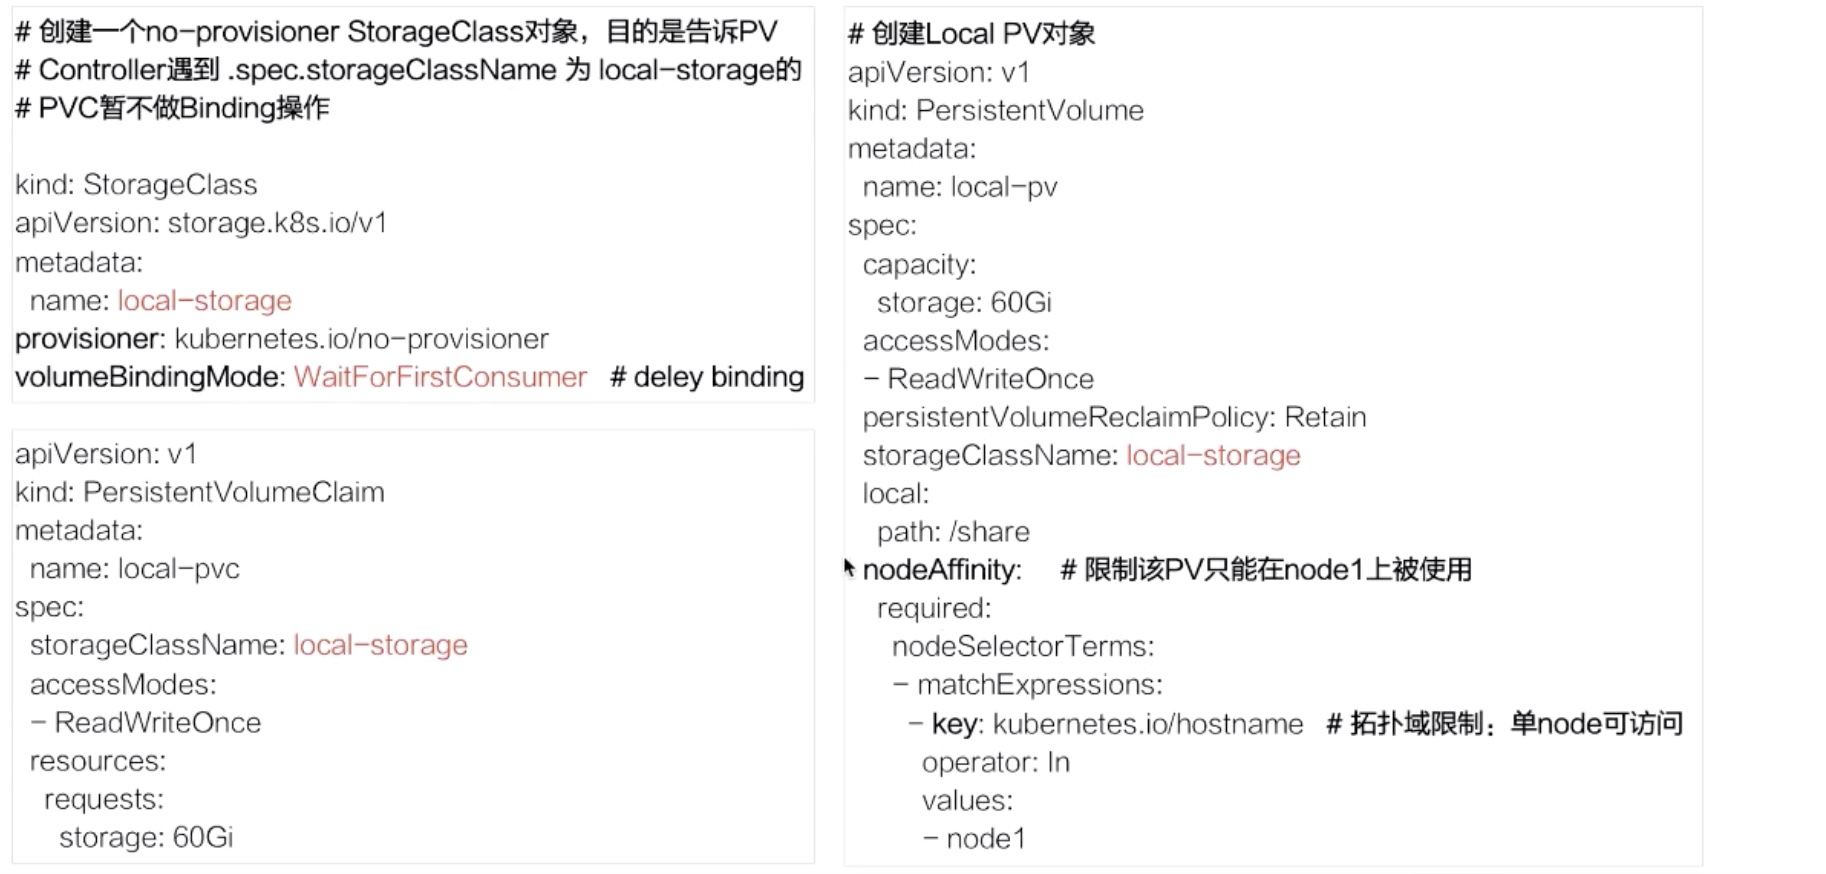 # 创建一个no-provisioner StorageClass对象，目的是告诉PV
# Controller遇到 .spec.storageClassName 为 local-storage的
# PVC暂不做Binding操作
kind: StorageClass
apiVersion: storage.k8s.io/v1
metadata:
  name: local-storage
provisioner: kubernetes.io/no-provisioner
volumeBindingMode: WaitForFirstConsumer   # deley binding
apiVersion: v1
kind: PersistentVolumeClaim
metadata:
  name: local-pvc
spec:
  storageClassName: local-storage
  accessModes:
  - ReadWriteOnce
  resources:
    requests:
      storage: 60Gi
# 创建Local PV对象
apiVersion: v1
kind: PersistentVolume
metadata:
  name: local-pv
spec:
  capacity:
    storage: 60Gi
  accessModes:
  - ReadWriteOnce
  persistentVolumeReclaimPolicy: Retain
  storageClassName: local-storage
  local:
    path: /share
  nodeAffinity:     # 限制该PV只能在node1上被使用
    required:
      nodeSelectorTerms:
      - matchExpressions:
        - key: kubernetes.io/hostname   # 拓扑域限制：单node可访问
          operator: In
          values:
          - node1